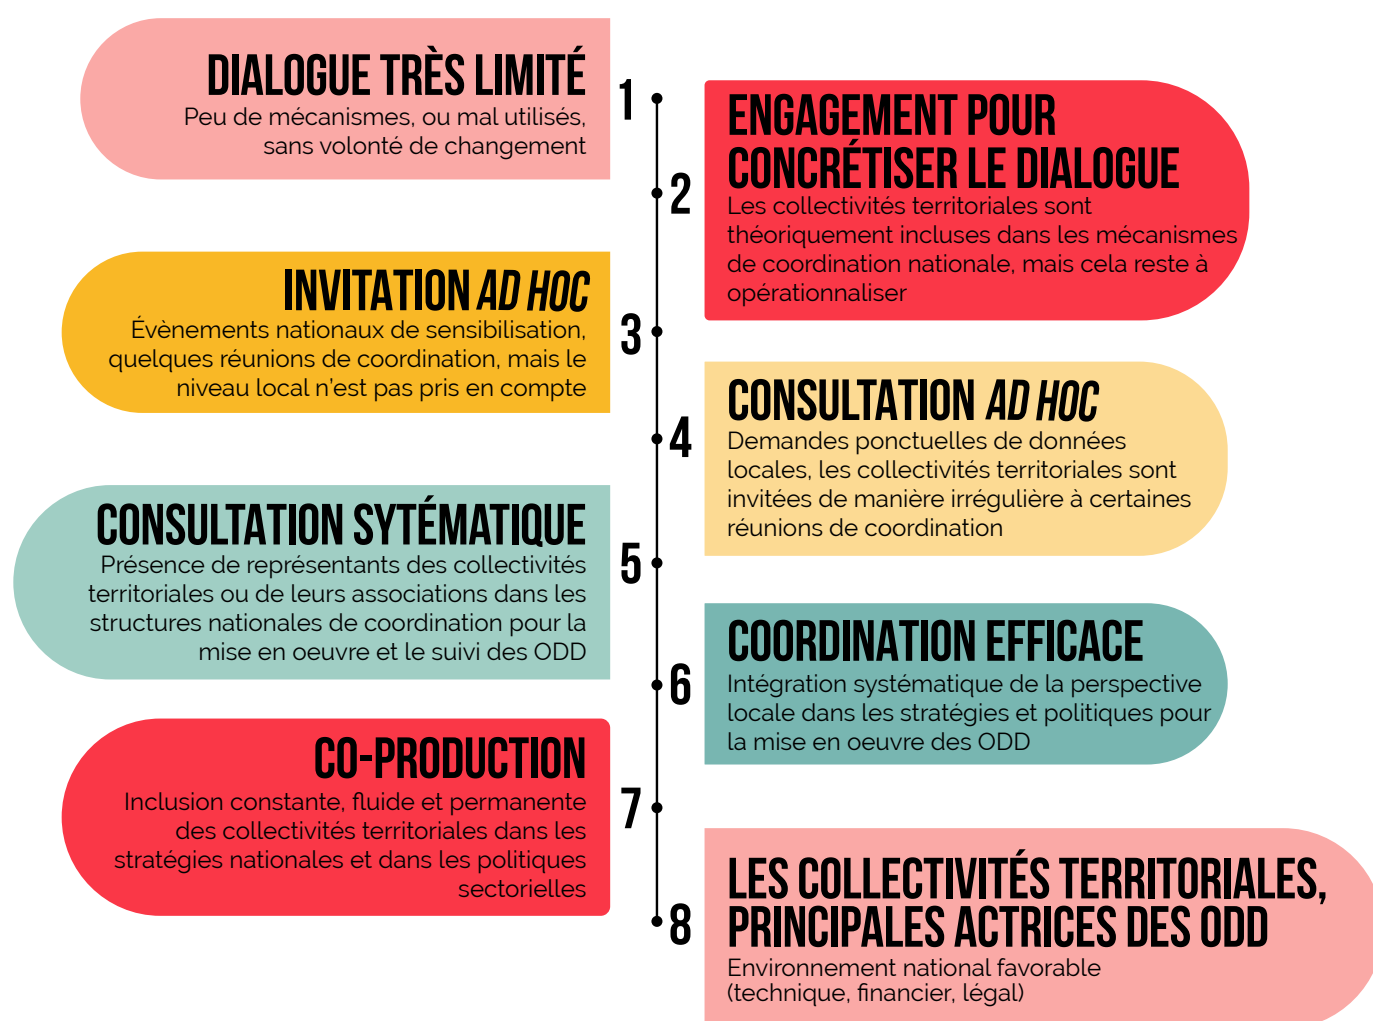 DIALOGUE TRÈS LIMITÉ
Peu de mécanismes, ou mal utilisés,
sans volonté de changement
1
ENGAGEMENT POUR
CONCRÉTISER LE DIALOGUE
Les collectivités territoriales sont
théoriquement incluses dans les mécanismes
de coordination nationale, mais cela reste à
opérationnaliser
2
INVITATION AD HOC
Évènements nationaux de sensibilisation,
quelques réunions de coordination, mais le
niveau local n'est pas pris en compte
3
CONSULTATION AD HOC
Demandes ponctuelles de données
locales, les collectivités territoriales sont
invitées de manière irrégulière à certaines
réunions de coordination
4
CONSULTATION SYTÉMATIQUE
Présence de représentants des collectivités
territoriales ou de leurs associations dans les
structures nationales de coordination pour la
mise en oeuvre et le suivi des ODD
5
COORDINATION EFFICACE
Intégration systématique de la perspective
locale dans les stratégies et politiques pour
la mise en oeuvre des ODD
6
CO-PRODUCTION
Inclusion constante, fluide et permanente
des collectivités territoriales dans les
stratégies nationales et dans les politiques
sectorielles
7
LES COLLECTIVITÉS TERRITORIALES,
PRINCIPALES ACTRICES DES ODD
Environnement national favorable
(technique, financier, légal)
8